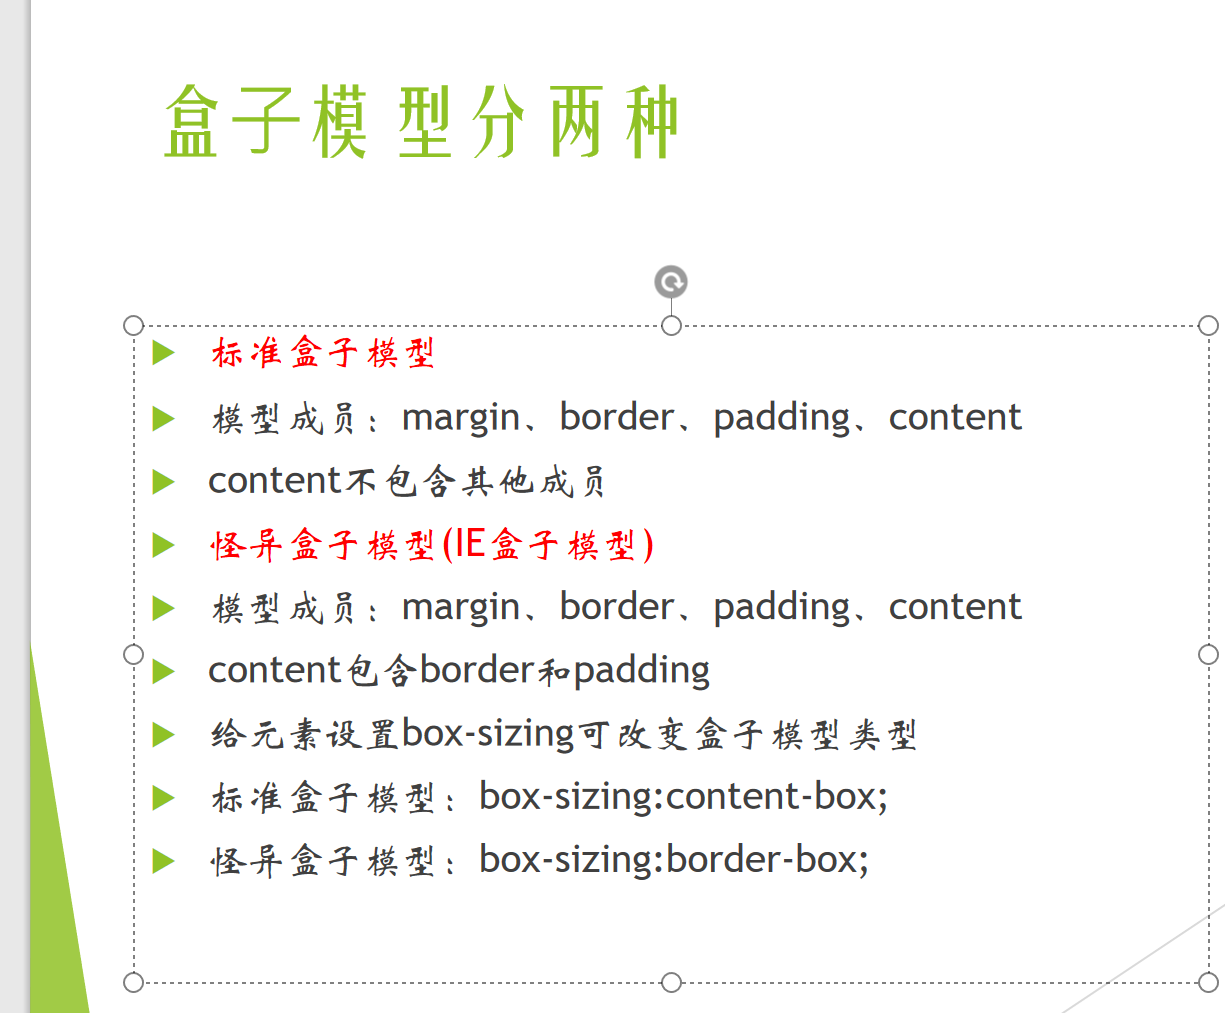 盒子模型分两种
标准盒子模型
模型成员：margin、border、padding、content
content不包含其他成员
怪异盒子模型(IE盒子模型)
模型成员：margin、border、padding、content
content包含border和padding
给元素设置box-sizing可改变盒子模型类型
标准盒子模型：box-sizing:content-box;
怪异盒子模型：box-sizing:border-box;